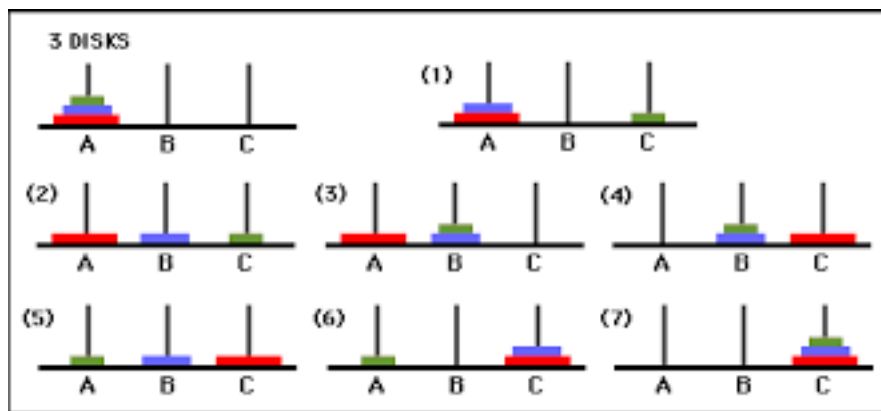 3 DISKS
A B C
(1)
A B C
(2)
A B C
(3)
A B C
(4)
A B C
(5)
A B C
(6)
A B C
(7)
A B C